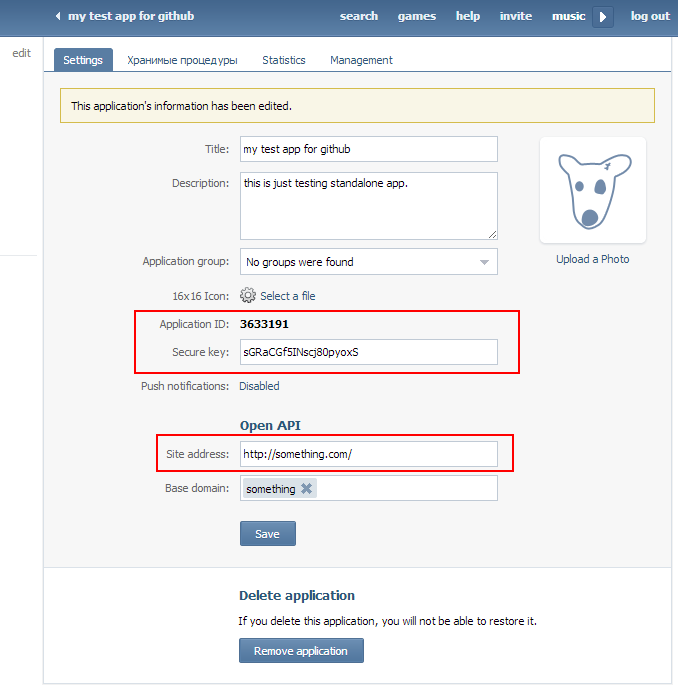 my test app for github
search games help invite music log out
edit
Settings Хранимые процедуры Statistics Management
This application's information has been edited.
Title: my test app for github
Description: this is just testing standalone app.
Application group: No groups were found
Upload a Photo
16x16 Icon: Select a file
Application ID: 3633191
Secure key: sGRaCGf5INscj80pyoxS
Push notifications: Disabled
Open API
Site address: http://something.com/
Base domain: something
Save
Delete application
If you delete this application, you will not be able to restore it.
Remove application